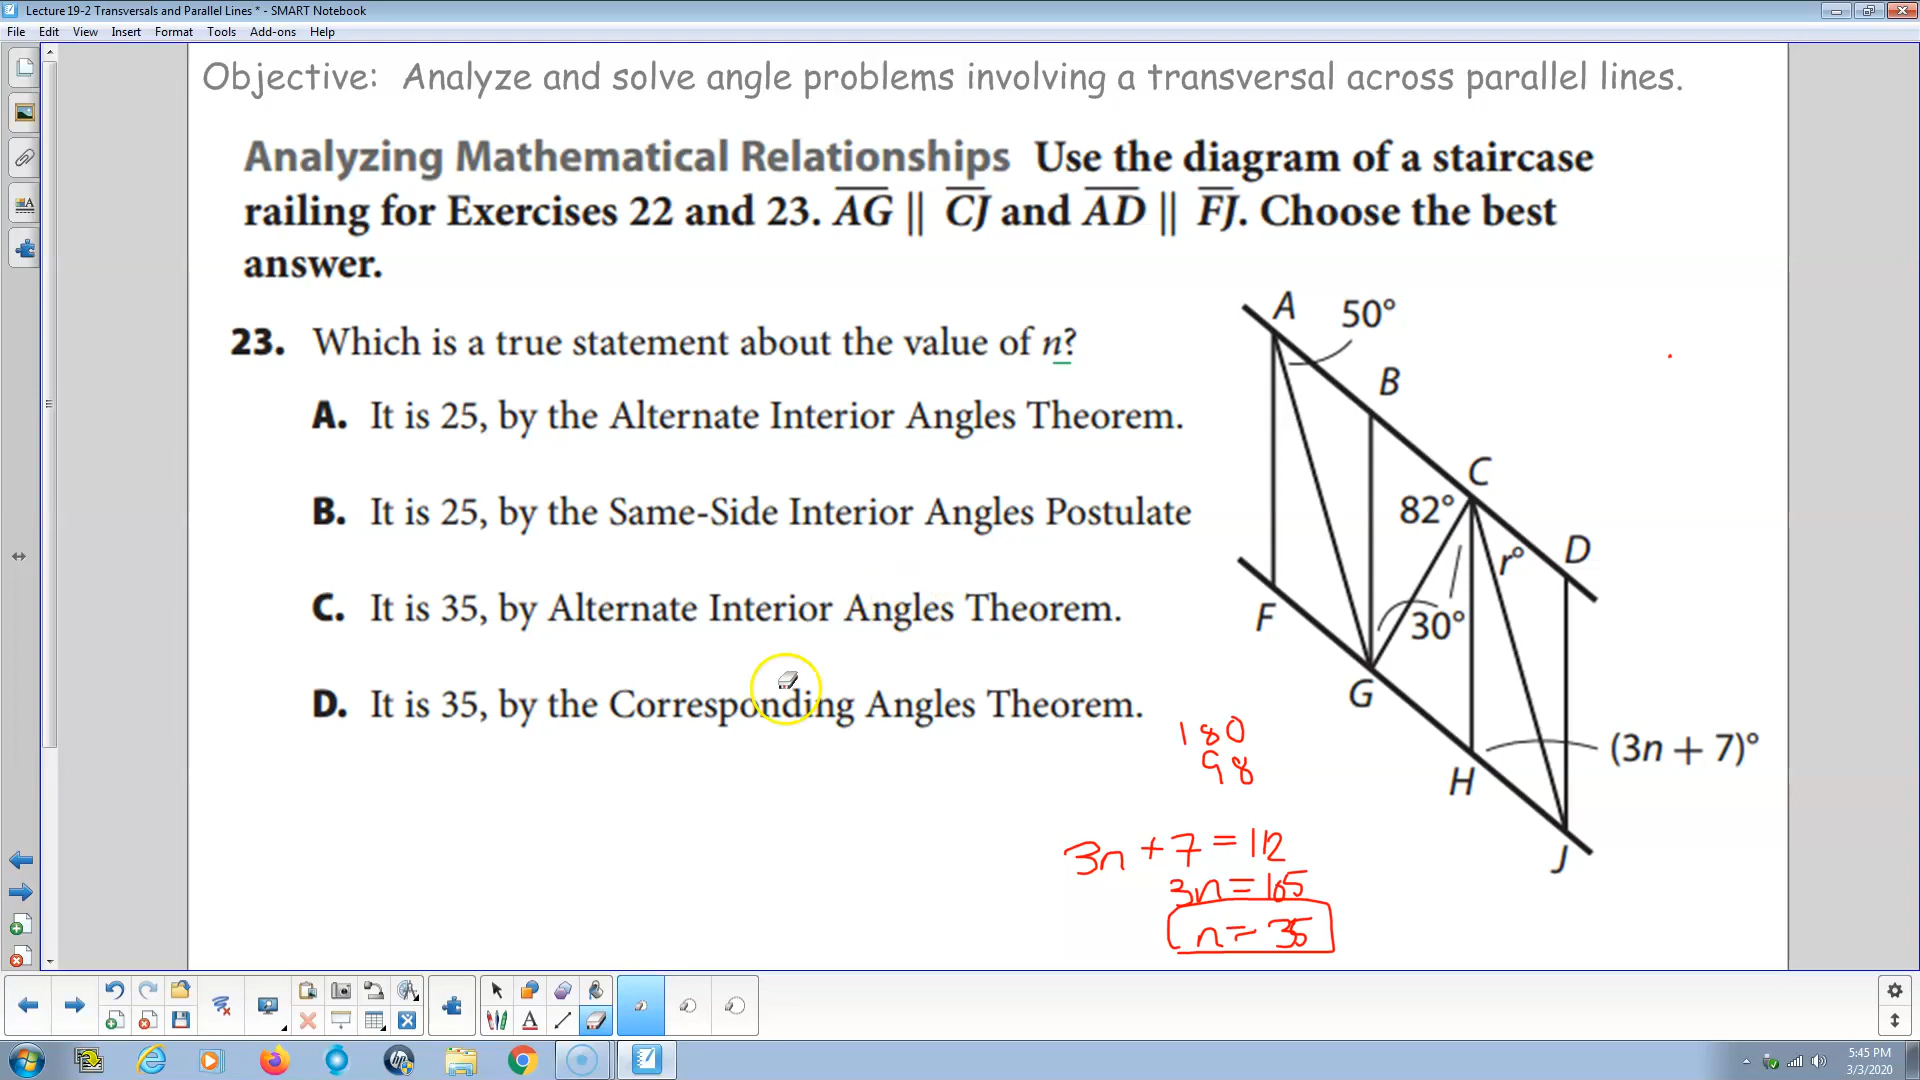 Lecture 19-2 Transversals and Parallel Lines * - SMART Notebook
File Edit View Insert Format Tools Add-ons Help
Objective: Analyze and solve angle problems involving a transversal across parallel lines.
Analyzing Mathematical Relationships Use the diagram of a staircase
railing for Exercises 22 and 23. AG || CJ and AD || FJ. Choose the best
answer.
23. Which is a true statement about the value of n?
A. It is 25, by the Alternate Interior Angles Theorem.
B. It is 25, by the Same-Side Interior Angles Postulate
C. It is 35, by Alternate Interior Angles Theorem.
D. It is 35, by the Corresponding Angles Theorem.
A 50°
B
C
82°
D
r°
F
30°
G
(3n + 7)°
H
J
180
98
3n + 7 = 112
3n = 105
n = 35
5:45 PM
3/3/2020